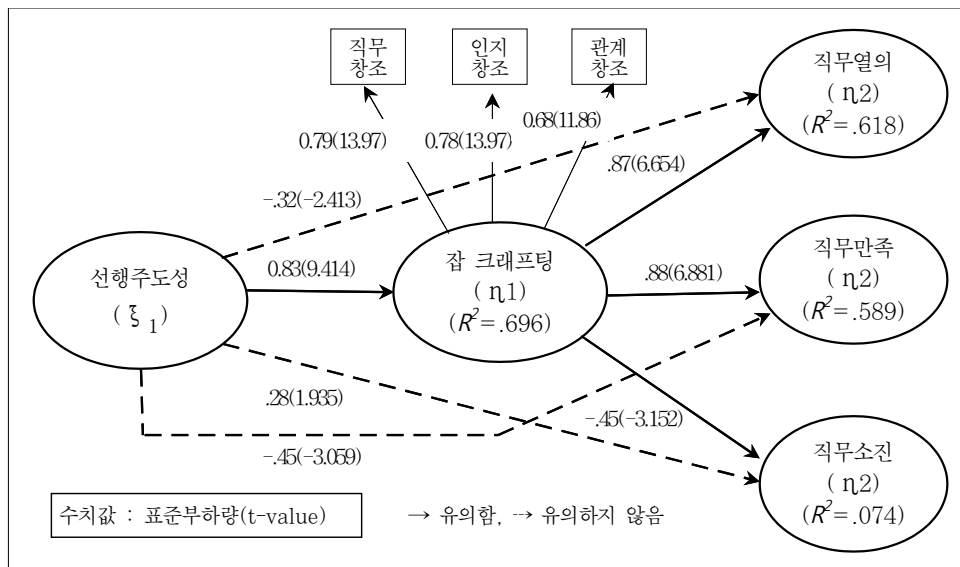 직무
창조
인지
창조
관계
창조
직무열의
( η2)
(R²=.618)
0.79(13.97)
0.78(13.97)
0.68(11.86)
.87(6.654)
-.32(-2.413)
선행주도성
( ξ 1)
0.83(9.414)
잡 크래프팅
( η1)
(R²=.696)
.88(6.881)
직무만족
( η2)
(R²=.589)
.28(1.935)
-.45(-3.152)
-.45(-3.059)
직무소진
( η2)
(R²=.074)
수치값 : 표준부하량(t-value)
→ 유의함, ⤍ 유의하지 않음